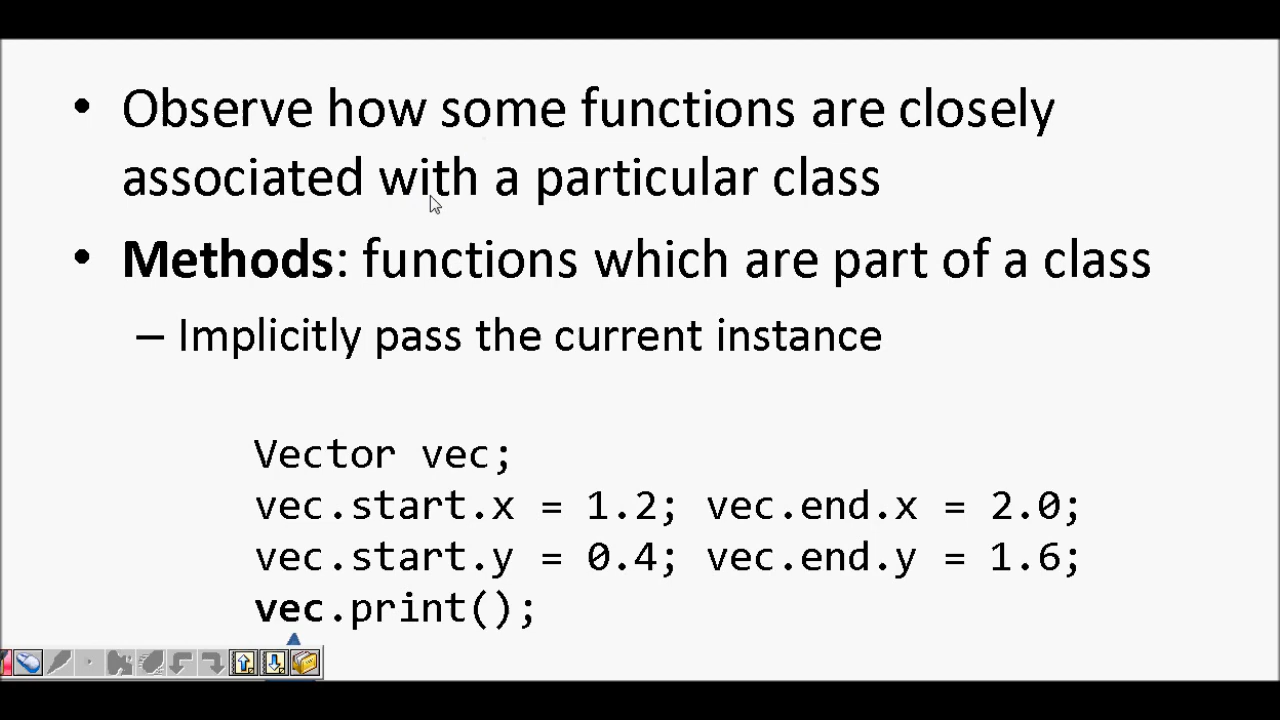 • Observe how some functions are closely
associated with a particular class
• Methods: functions which are part of a class
– Implicitly pass the current instance
Vector vec;
vec.start.x = 1.2; vec.end.x = 2.0;
vec.start.y = 0.4; vec.end.y = 1.6;
vec.print();